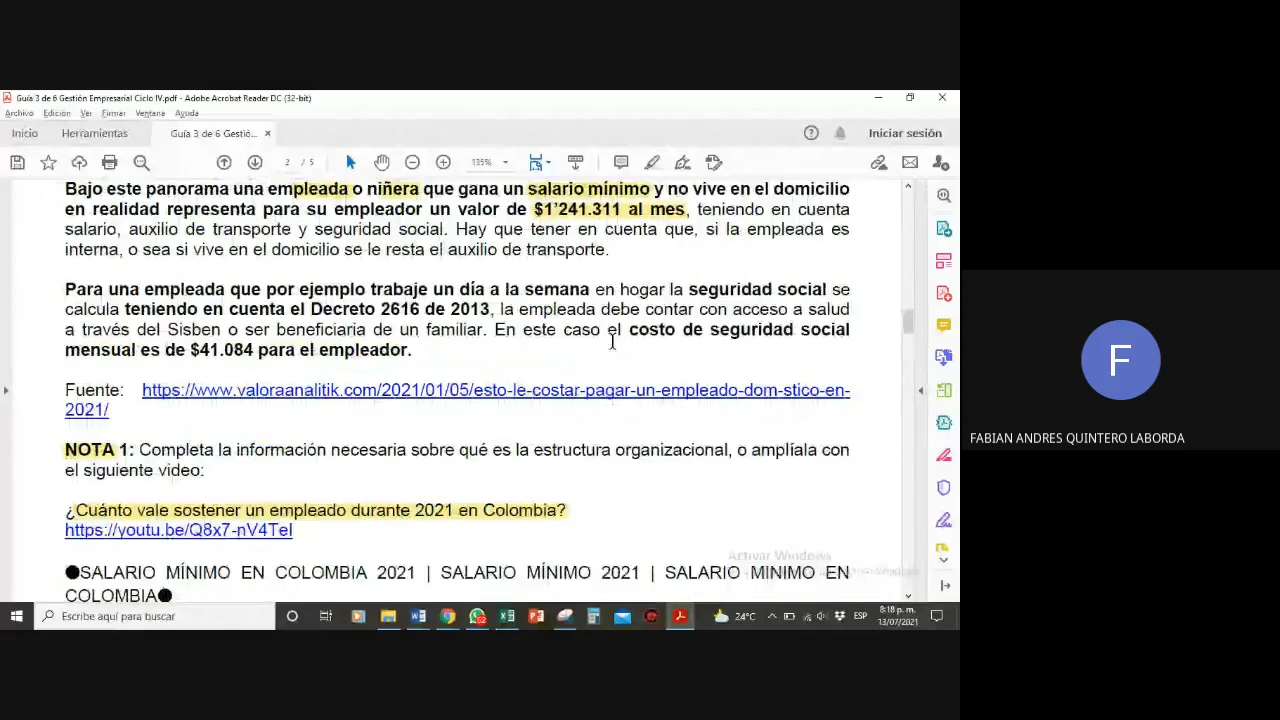 Guía 3 de 6 Gestión Empresarial Ciclo IV.pdf - Adobe Acrobat Reader DC (32-bit)
Archivo Edición Ver Firmar Ventana Ayuda
Inicio Herramientas Guía 3 de 6 Gestió... × Iniciar sesión
2 / 5 135%
Bajo este panorama una empleada o niñera que gana un salario mínimo y no vive en el domicilio
en realidad representa para su empleador un valor de $1'241.311 al mes, teniendo en cuenta
salario, auxilio de transporte y seguridad social. Hay que tener en cuenta que, si la empleada es
interna, o sea si vive en el domicilio se le resta el auxilio de transporte.
Para una empleada que por ejemplo trabaje un día a la semana en hogar la seguridad social se
calcula teniendo en cuenta el Decreto 2616 de 2013, la empleada debe contar con acceso a salud
a través del Sisben o ser beneficiaria de un familiar. En este caso el costo de seguridad social
mensual es de $41.084 para el empleador.
Fuente: https://www.valoraanalitik.com/2021/01/05/esto-le-costar-pagar-un-empleado-dom-stico-en-
2021/
NOTA 1: Completa la información necesaria sobre qué es la estructura organizacional, o amplíala con
el siguiente video:
¿Cuánto vale sostener un empleado durante 2021 en Colombia?
https://youtu.be/Q8x7-nV4TeI
Activar Windows
●SALARIO MÍNIMO EN COLOMBIA 2021 | SALARIO MÍNIMO 2021 | SALARIO MINIMO EN
COLOMBIA●
Escribe aquí para buscar 24°C ESP 8:18 p. m.
13/07/2021
F
FABIAN ANDRES QUINTERO LABORDA